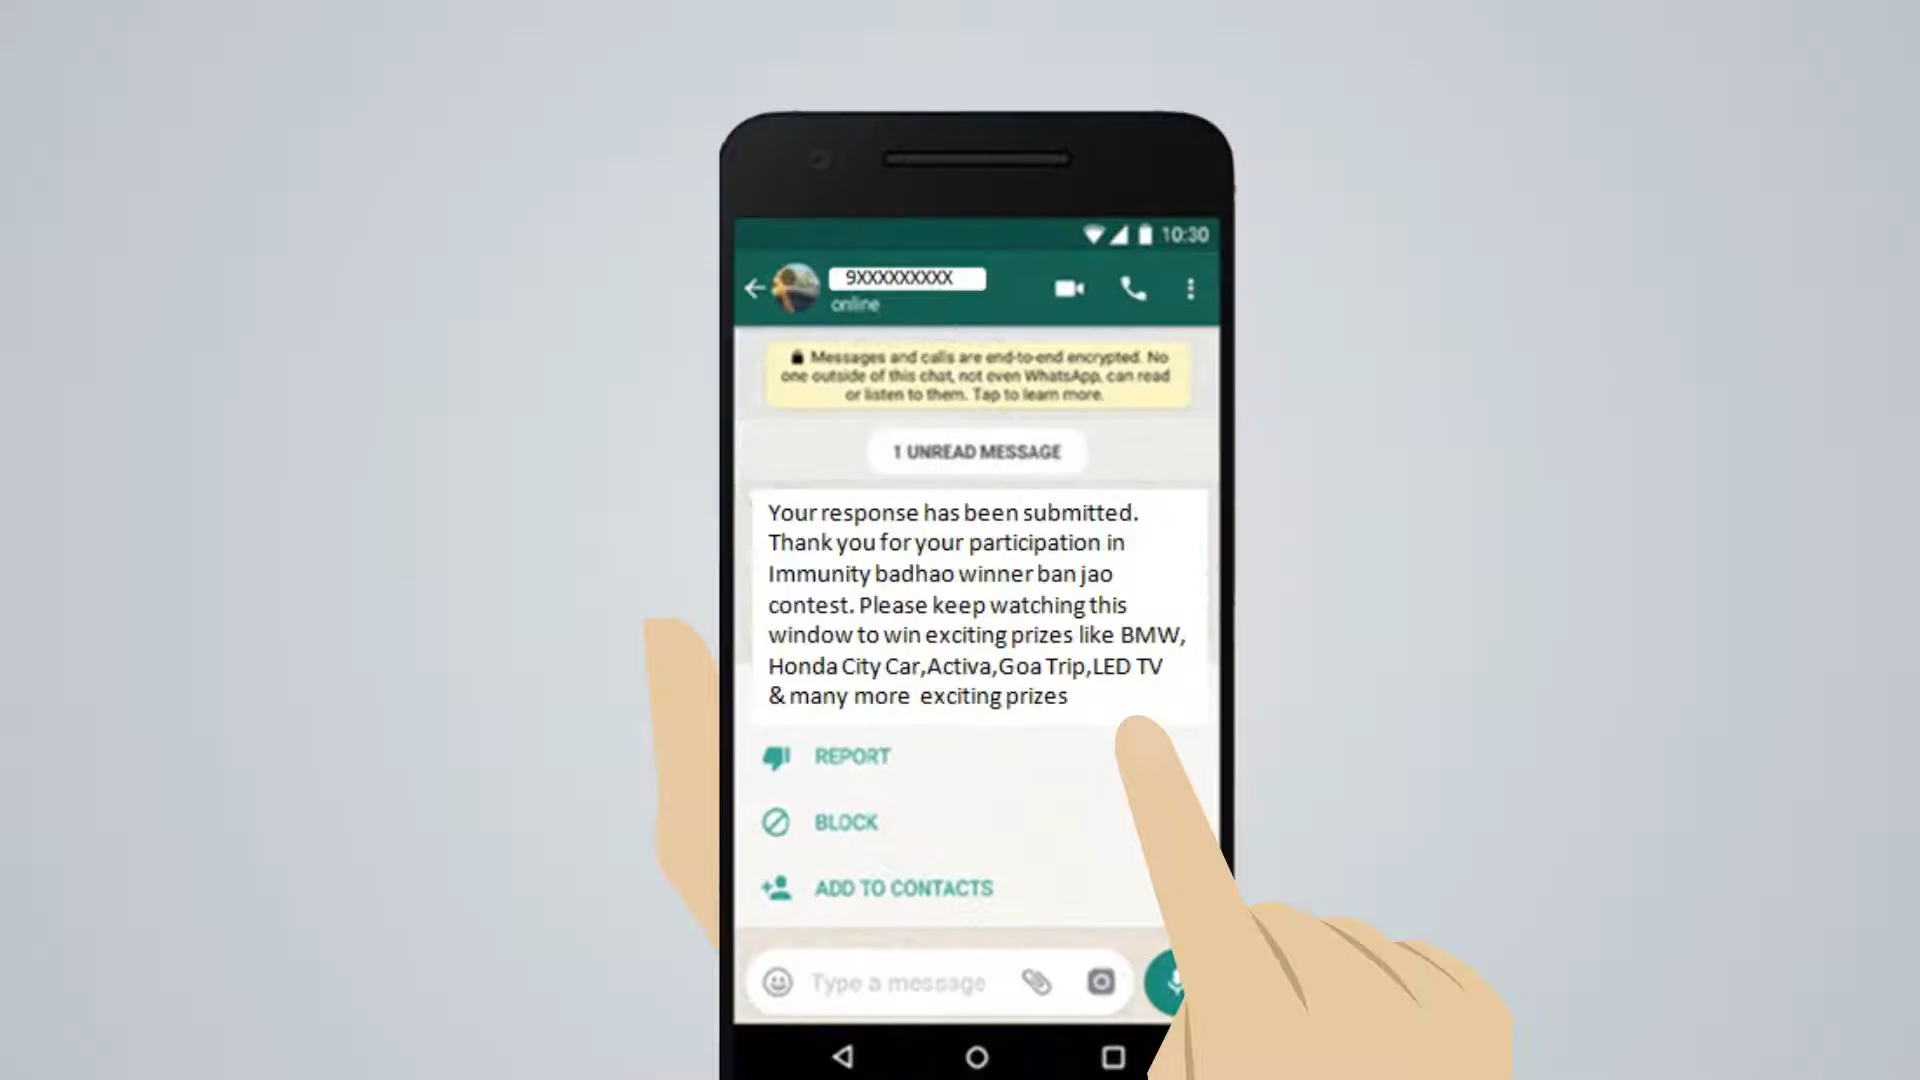 10:30
9XXXXXXXXX
online
Messages and calls are end-to-end encrypted. No
one outside of this chat, not even WhatsApp, can read
or listen to them. Tap to learn more.
1 UNREAD MESSAGE
Your response has been submitted.
Thank you for your participation in
Immunity badhao winner ban jao
contest. Please keep watching this
window to win exciting prizes like BMW,
Honda City Car,Activa,Goa Trip,LED TV
& many more exciting prizes
REPORT
BLOCK
ADD TO CONTACTS
Type a message